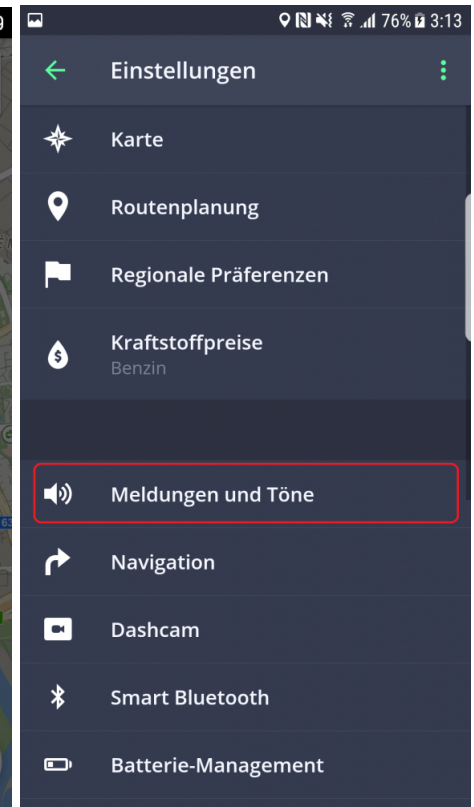 76% 3:13
Einstellungen
Karte
Routenplanung
Regionale Präferenzen
Kraftstoffpreise
Benzin
Meldungen und Töne
Navigation
Dashcam
Smart Bluetooth
Batterie-Management
63